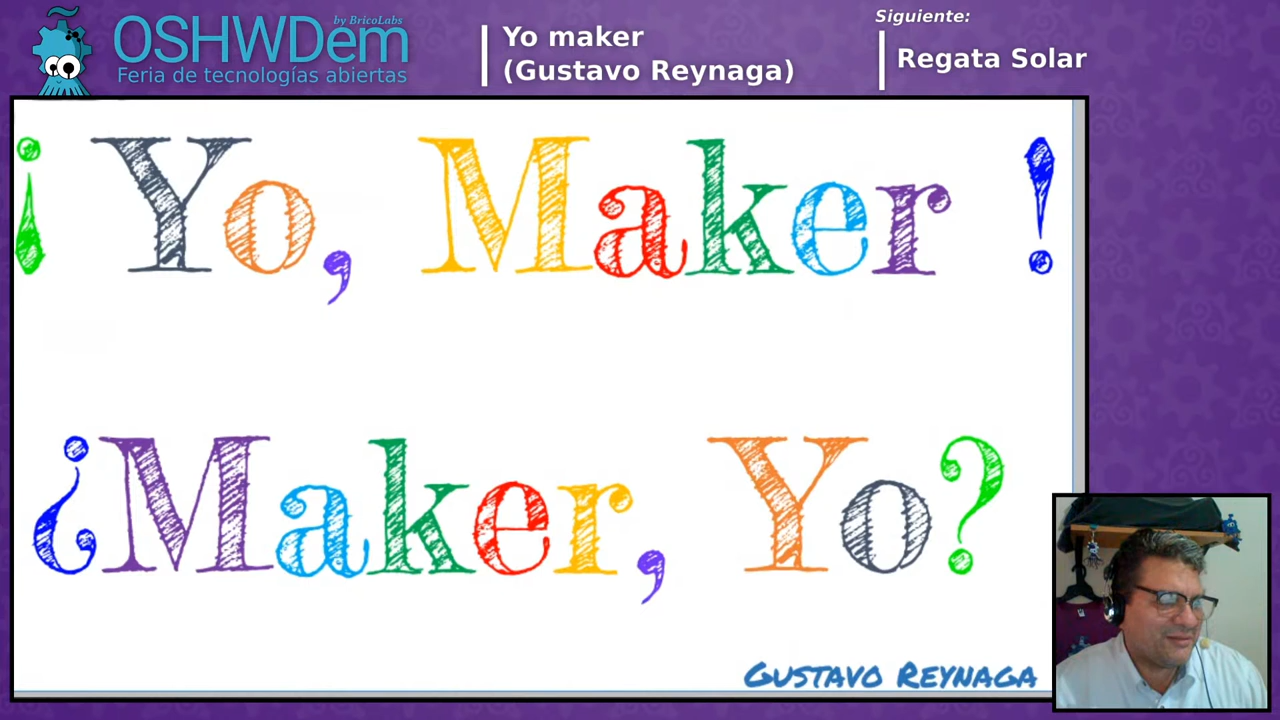 OSHWDem
by BricoLabs
Feria de tecnologías abiertas
Yo maker
(Gustavo Reynaga)
Siguiente:
Regata Solar
¡ Yo, Maker !
¿Maker, Yo?
Gustavo Reynaga